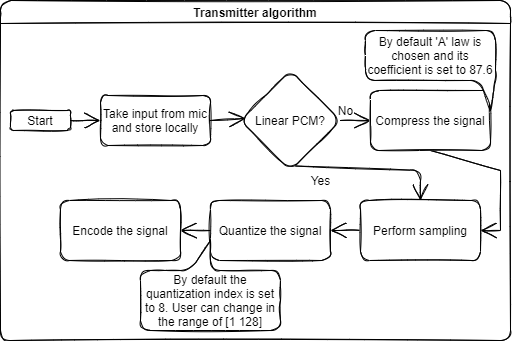 Transmitter algorithm
By default 'A' law is
chosen and its
coefficient is set to 87.6
Start
Take input from mic
and store locally
Linear PCM?
No
Compress the signal
Yes
Encode the signal
Quantize the signal
Perform sampling
By default the
quantization index is set
to 8. User can change in
the range of [1 128]